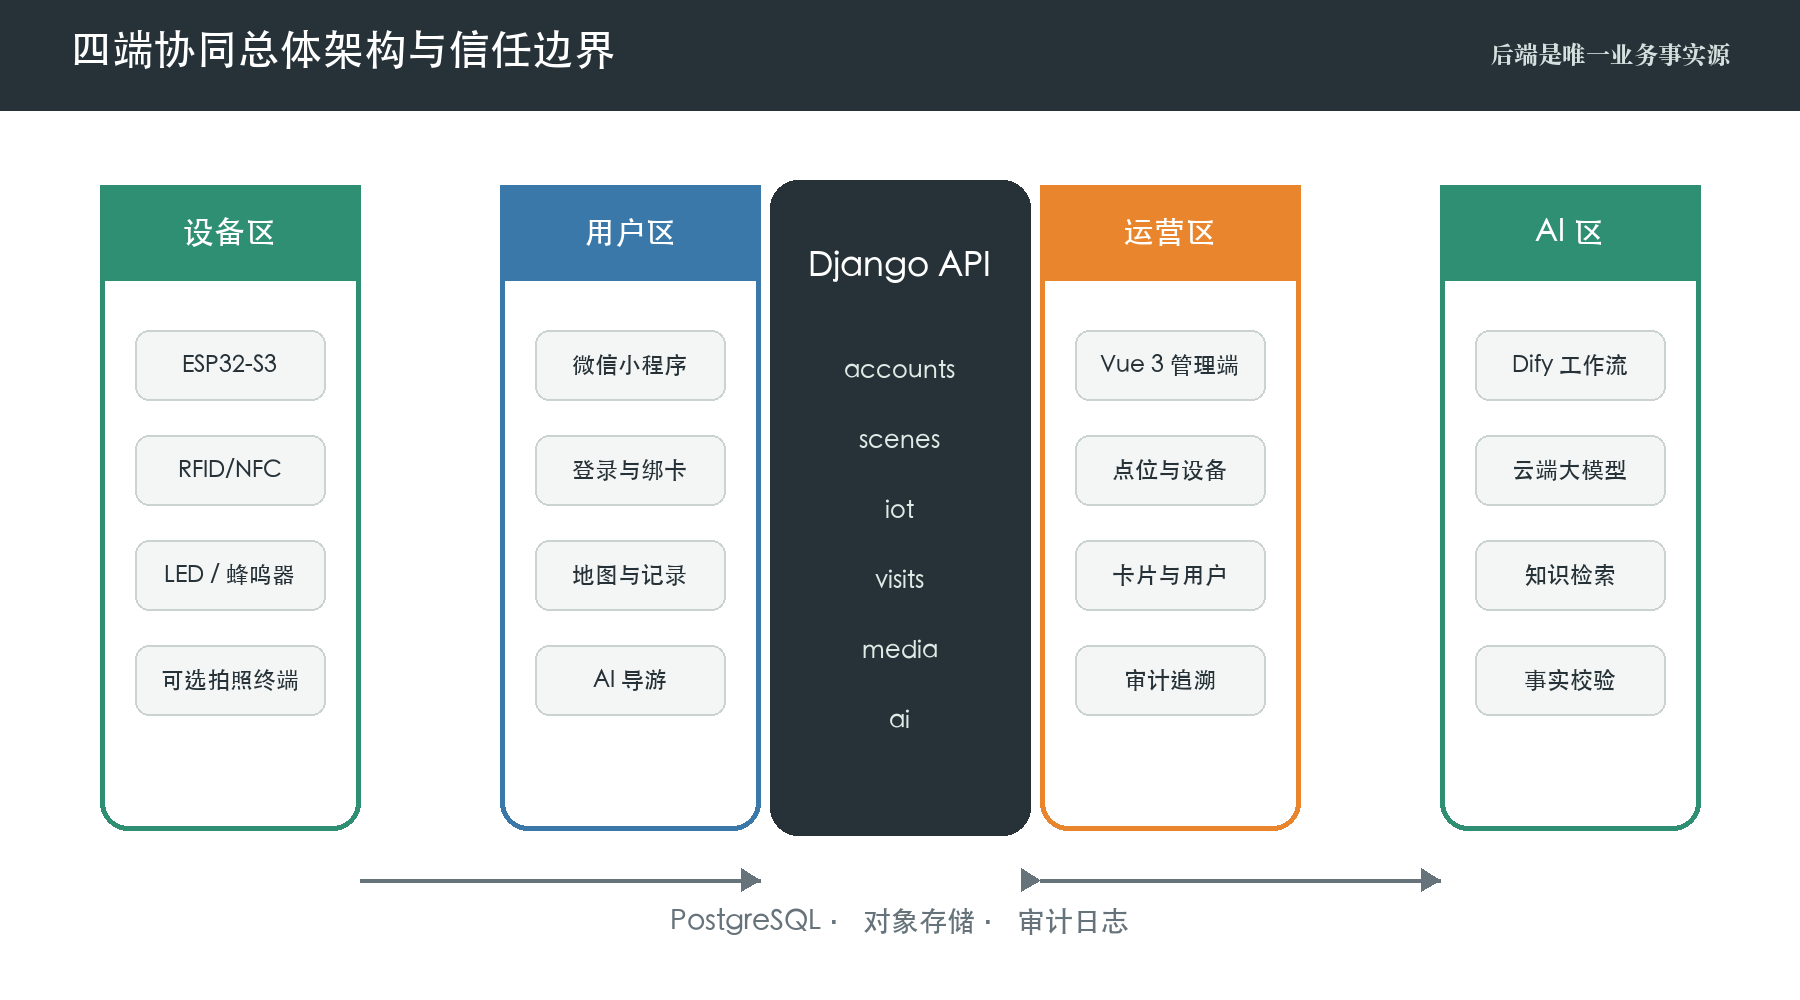 四端协同总体架构与信任边界
后端是唯一业务事实源
设备区
ESP32-S3
RFID/NFC
LED / 蜂鸣器
可选拍照终端
用户区
微信小程序
登录与绑卡
地图与记录
AI 导游
Django API
accounts
scenes
iot
visits
media
ai
运营区
Vue 3 管理端
点位与设备
卡片与用户
审计追溯
AI 区
Dify 工作流
云端大模型
知识检索
事实校验
PostgreSQL · 对象存储 · 审计日志